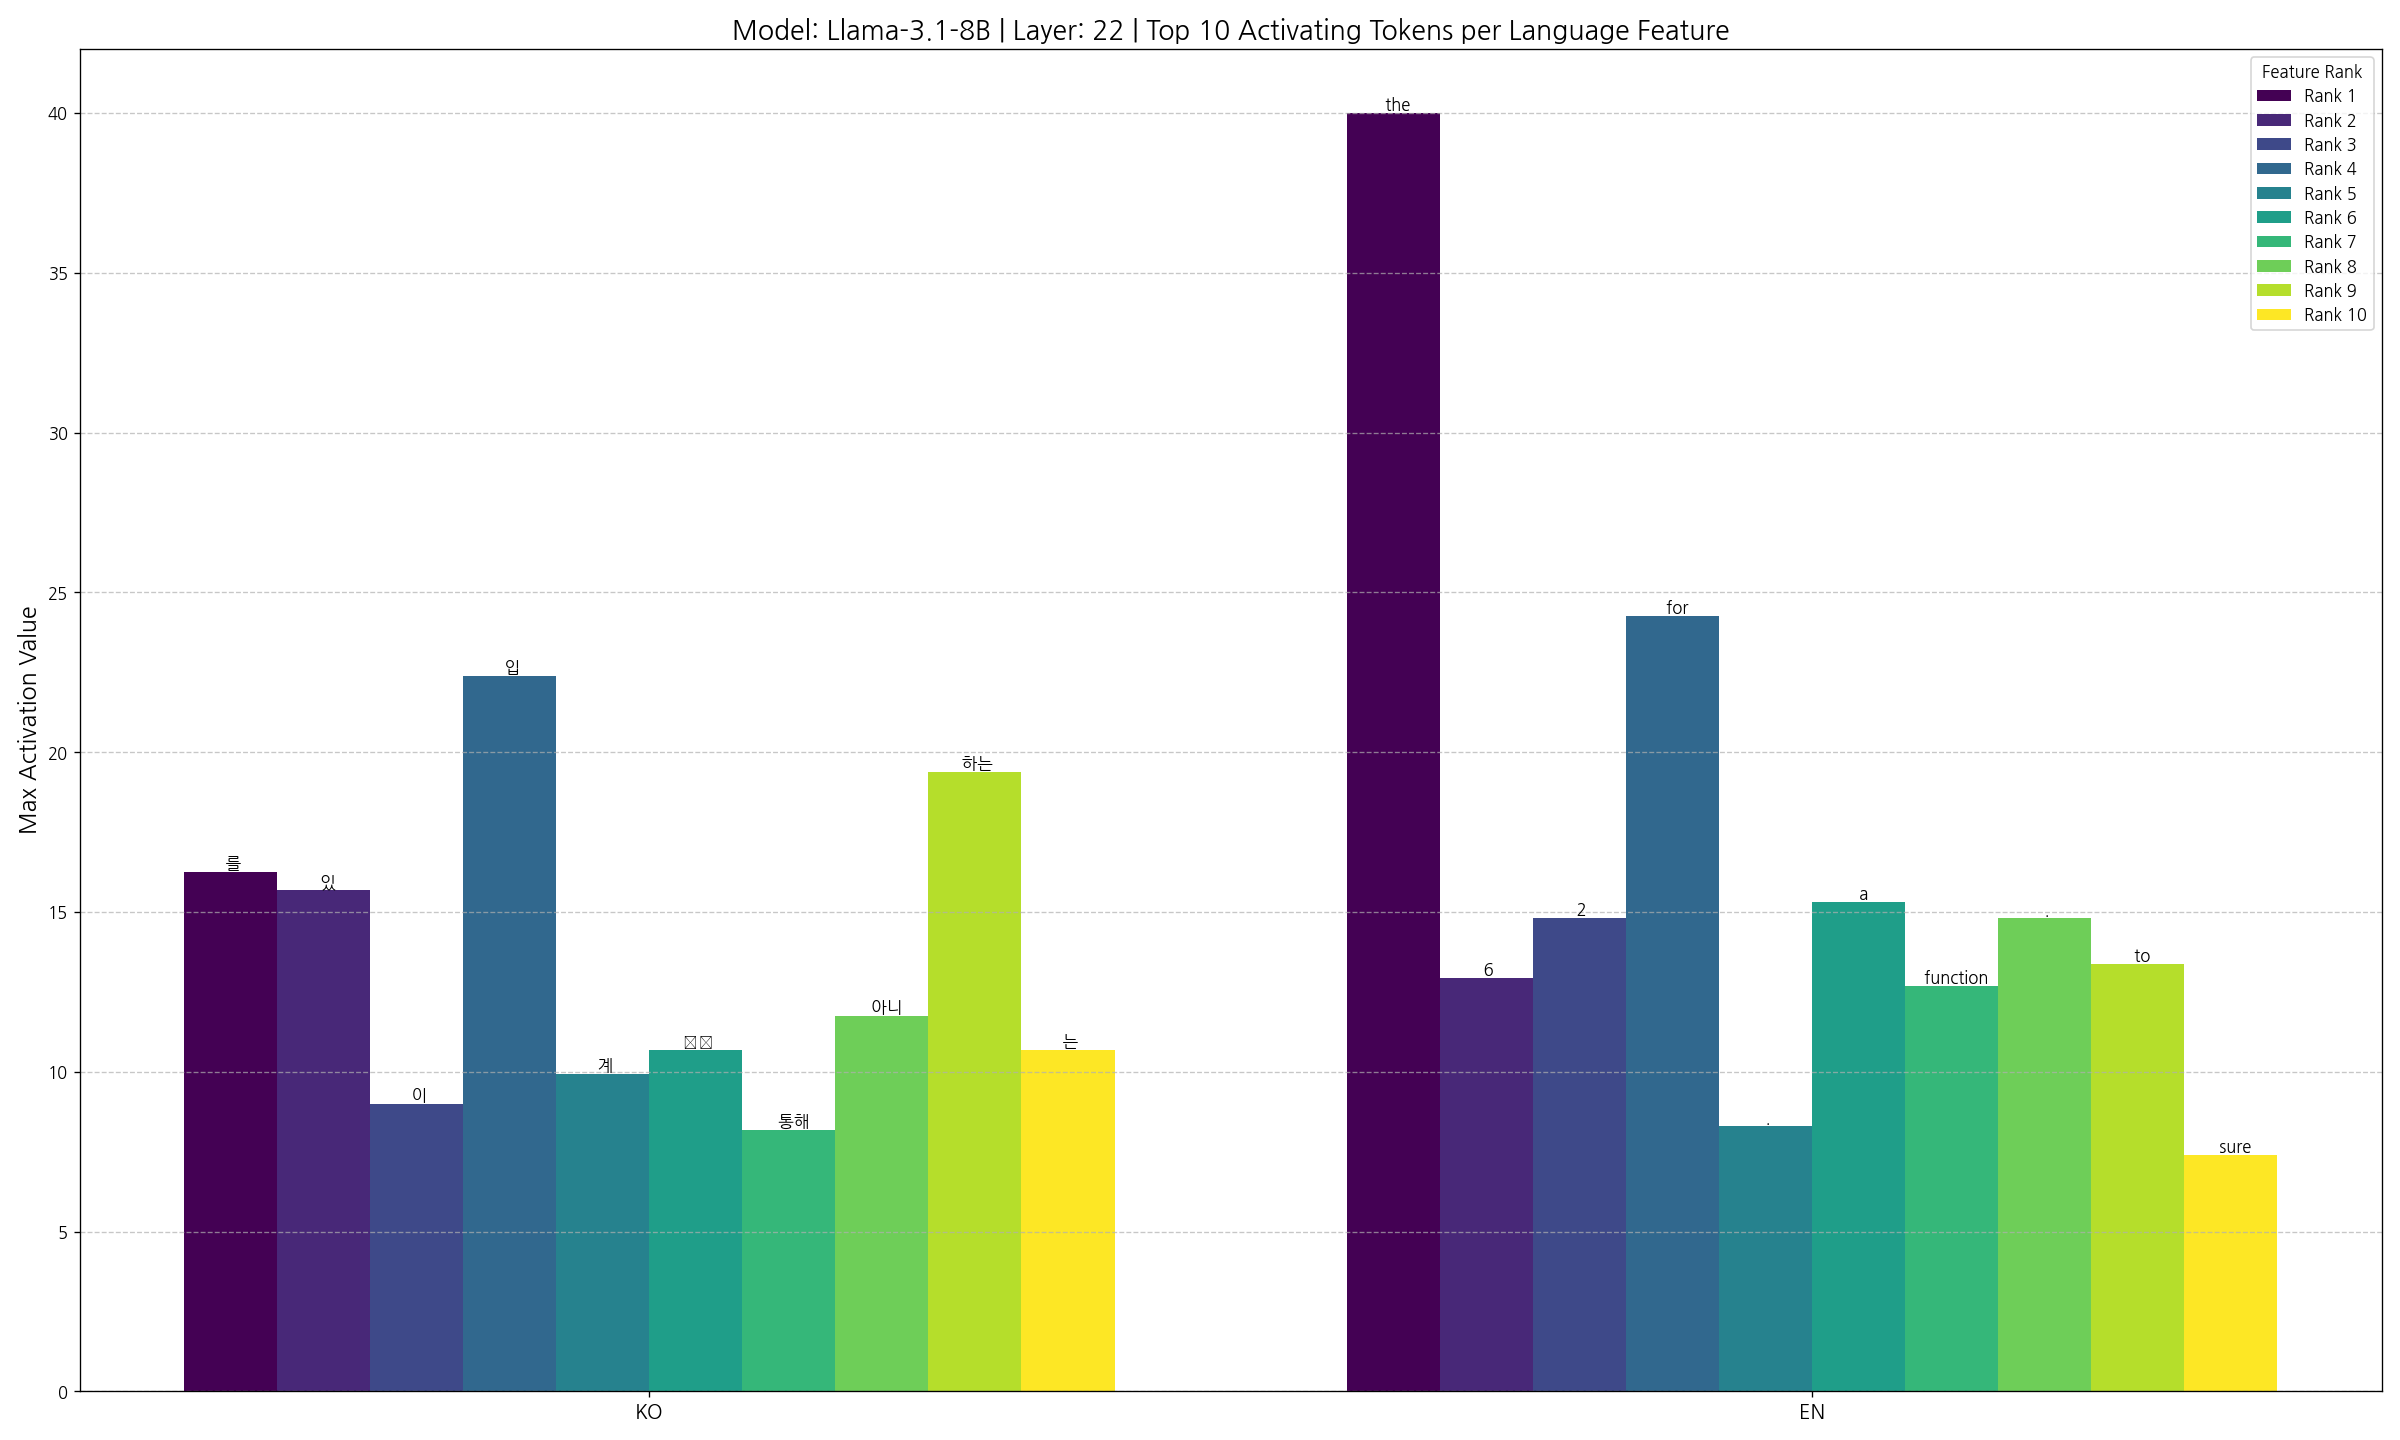 Model: Llama-3.1-8B | Layer: 22 | Top 10 Activating Tokens per Language Feature
Max Activation Value
40
35
30
25
20
15
10
5
0
를
있
이
입
계
통해
아니
하는
는
the
6
2
for
.
a
function
.
to
sure
KO
EN
Feature Rank
Rank 1
Rank 2
Rank 3
Rank 4
Rank 5
Rank 6
Rank 7
Rank 8
Rank 9
Rank 10